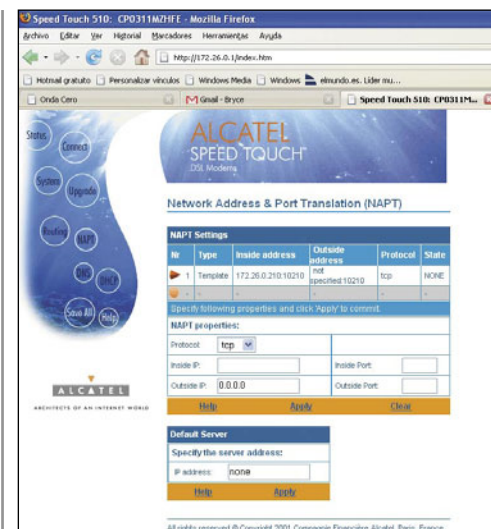 Speed Touch 510: CP0311MZHFE - Mozilla Firefox
Archivo Editar Ver Historial Marcadores Herramientas Ayuda
http://172.26.0.1/index.htm
Hotmail gratuito Personalizar vínculos Windows Media Windows elmundo.es. Líder mu...
Onda Cero Gmail - Bryce Speed Touch 510: CP0311M...
Status
Connect
System
Upgrade
Routing
NAPT
DNS
DHCP
Save All
Help
ALCATEL
ARCHITECTS OF AN INTERNET WORLD
ALCATEL
SPEED TOUCH™
DSL Modems
Network Address & Port Translation (NAPT)
NAPT Settings
Nr Type Inside address Outside address Protocol State
1 Template 172.26.0.210:10210 not specified:10210 tcp NONE
- - - - - -
Specify following properties and click 'Apply' to commit.
NAPT properties:
Protocol: tcp
Inside IP: Inside Port:
Outside IP: 0.0.0.0 Outside Port:
Help Apply Clear
Default Server
Specify the server address:
IP address: none
Help Apply
All rights reserved © Copyright 2001 Compagnie Financière Alcatel, Paris, France